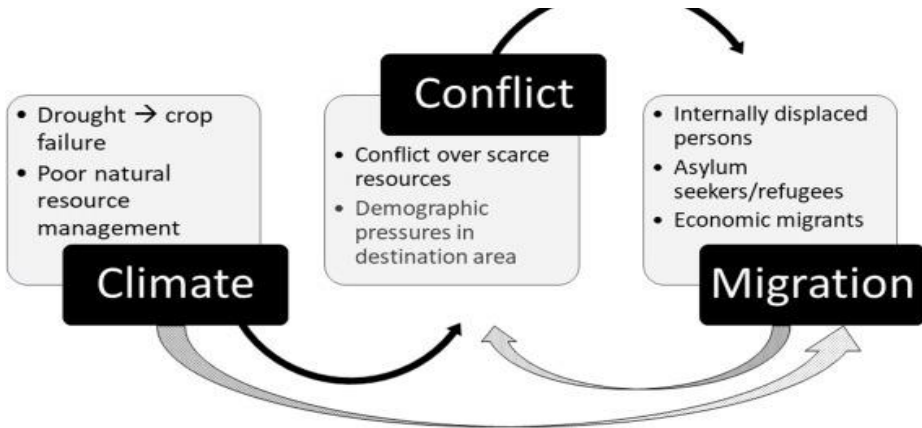 • Drought → crop
failure
• Poor natural
resource
management
Climate
Conflict
• Conflict over scarce
resources
• Demographic
pressures in
destination area
• Internally displaced
persons
• Asylum
seekers/refugees
• Economic migrants
Migration